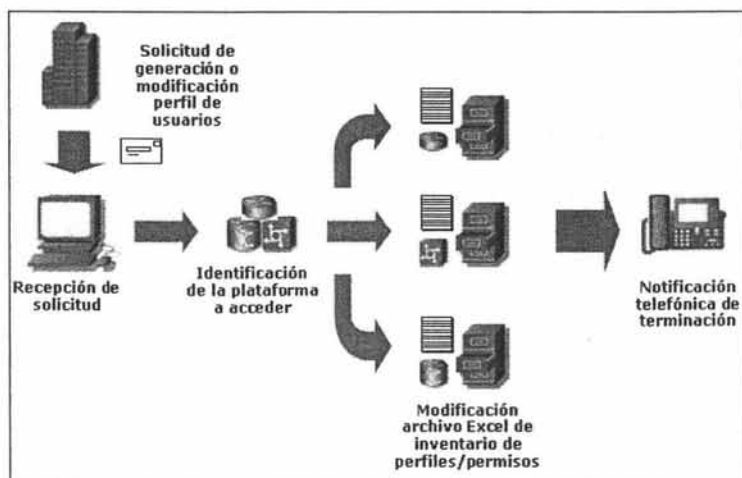 Solicitud de
generación o
modificación
perfil de
usuarios
Recepción de
solicitud
Identificación
de la plataforma
a acceder
Modificación
archivo Excel de
inventario de
perfiles/permisos
Notificación
telefónica de
terminación